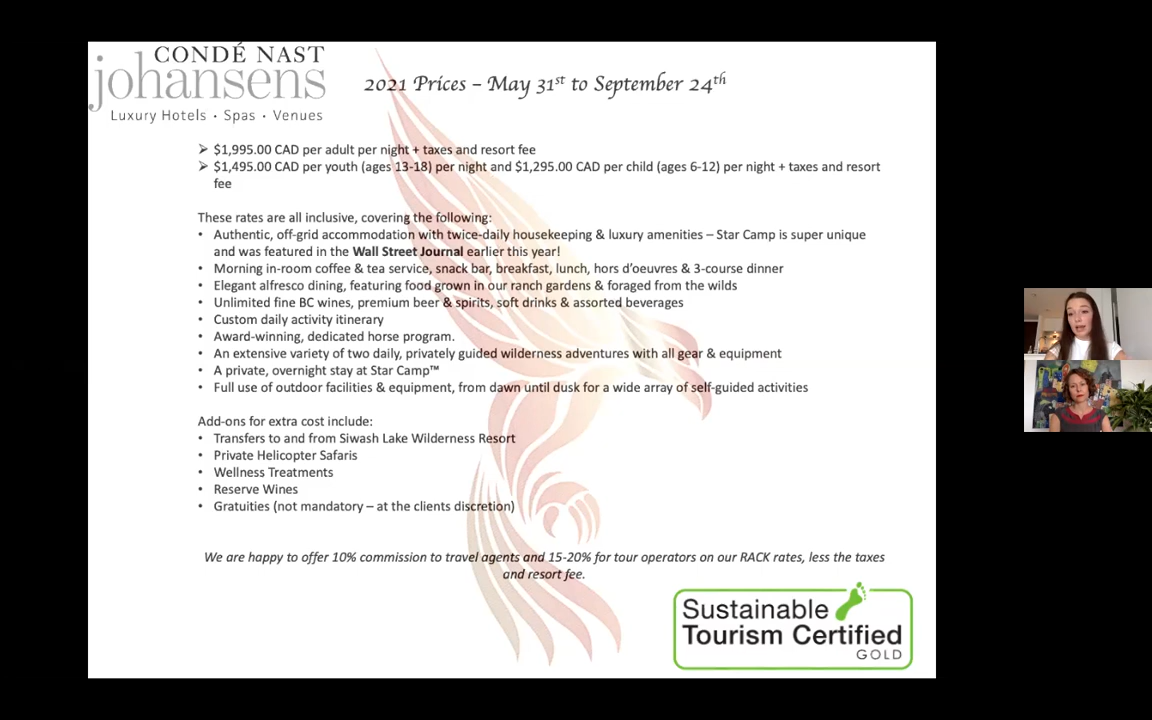 CONDÉ NAST
johansens
Luxury Hotels · Spas · Venues
2021 Prices – May 31st to September 24th
➢ $1,995.00 CAD per adult per night + taxes and resort fee
➢ $1,495.00 CAD per youth (ages 13-18) per night and $1,295.00 CAD per child (ages 6-12) per night + taxes and resort
fee
These rates are all inclusive, covering the following:
• Authentic, off-grid accommodation with twice-daily housekeeping & luxury amenities – Star Camp is super unique
and was featured in the Wall Street Journal earlier this year!
• Morning in-room coffee & tea service, snack bar, breakfast, lunch, hors d'oeuvres & 3-course dinner
• Elegant alfresco dining, featuring food grown in our ranch gardens & foraged from the wilds
• Unlimited fine BC wines, premium beer & spirits, soft drinks & assorted beverages
• Custom daily activity itinerary
• Award-winning, dedicated horse program.
• An extensive variety of two daily, privately guided wilderness adventures with all gear & equipment
• A private, overnight stay at Star Camp™
• Full use of outdoor facilities & equipment, from dawn until dusk for a wide array of self-guided activities
Add-ons for extra cost include:
• Transfers to and from Siwash Lake Wilderness Resort
• Private Helicopter Safaris
• Wellness Treatments
• Reserve Wines
• Gratuities (not mandatory – at the clients discretion)
We are happy to offer 10% commission to travel agents and 15-20% for tour operators on our RACK rates, less the taxes
and resort fee.
Sustainable
Tourism Certified
GOLD